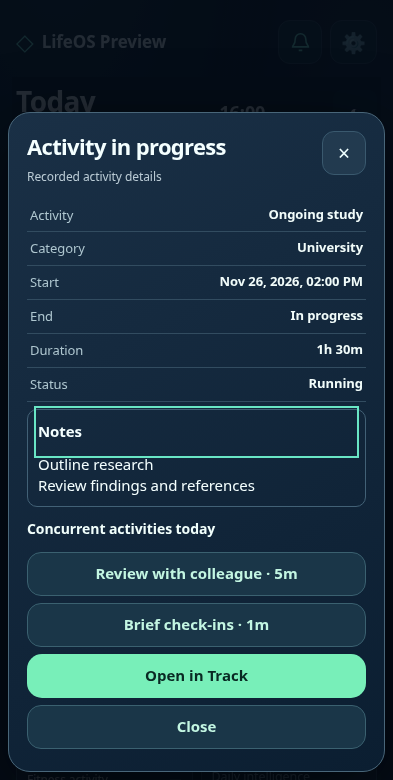 LifeOS Preview
Today
16:00
Activity in progress
Recorded activity details
Activity Ongoing study
Category University
Start Nov 26, 2026, 02:00 PM
End In progress
Duration 1h 30m
Status Running
Notes
Outline research
Review findings and references
Concurrent activities today
Review with colleague · 5m
Brief check-ins · 1m
Open in Track
Close